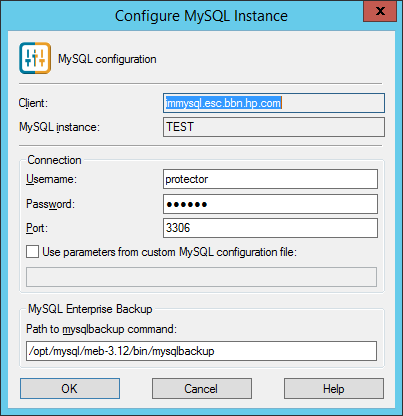 Configure MySQL Instance
x
MySQL configuration
Client: mmysql.esc.bbn.hp.com
MySQL instance: TEST
Connection
Username: protector
Password: ●●●●●●
Port: 3306
Use parameters from custom MySQL configuration file:
MySQL Enterprise Backup
Path to mysqlbackup command:
/opt/mysql/meb-3.12/bin/mysqlbackup
OK Cancel Help